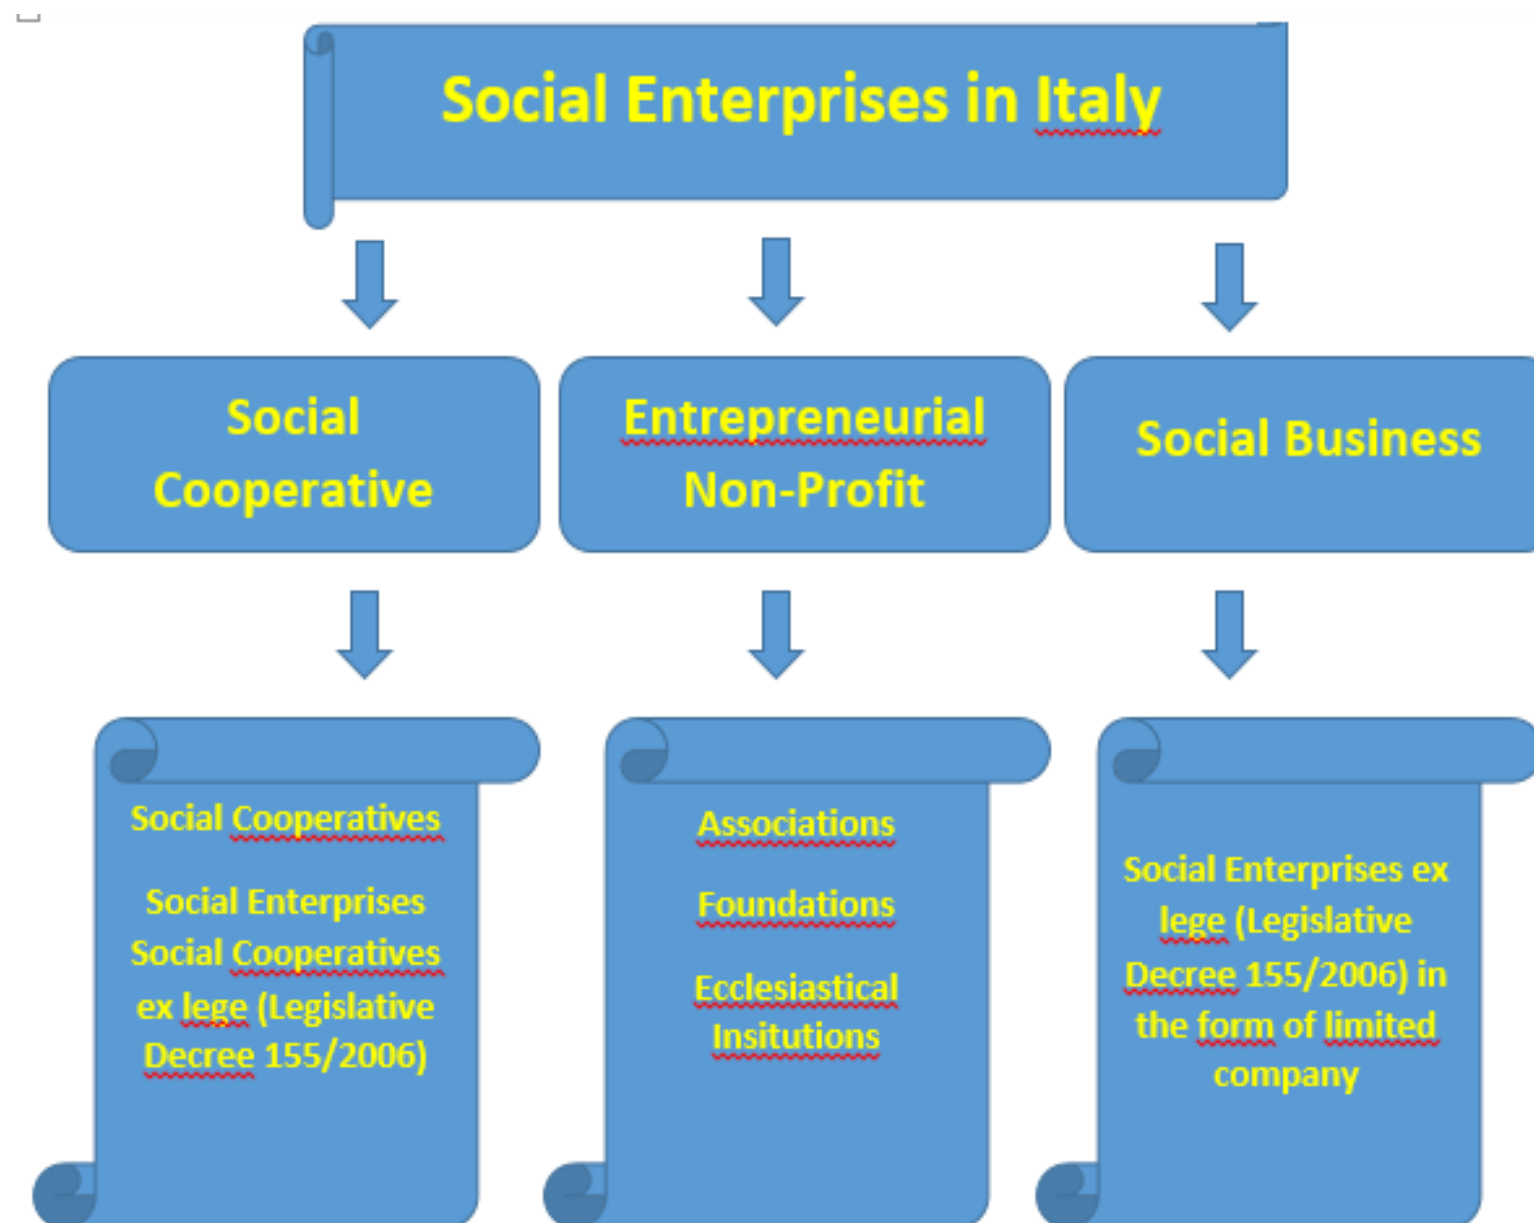 Social Enterprises in Italy
Social
Cooperative
Entrepreneurial
Non-Profit
Social Business
Social Cooperatives
Social Enterprises
Social Cooperatives
ex lege (Legislative
Decree 155/2006)
Associations
Foundations
Ecclesiastical
Insitutions
Social Enterprises ex
lege (Legislative
Decree 155/2006) in
the form of limited
company